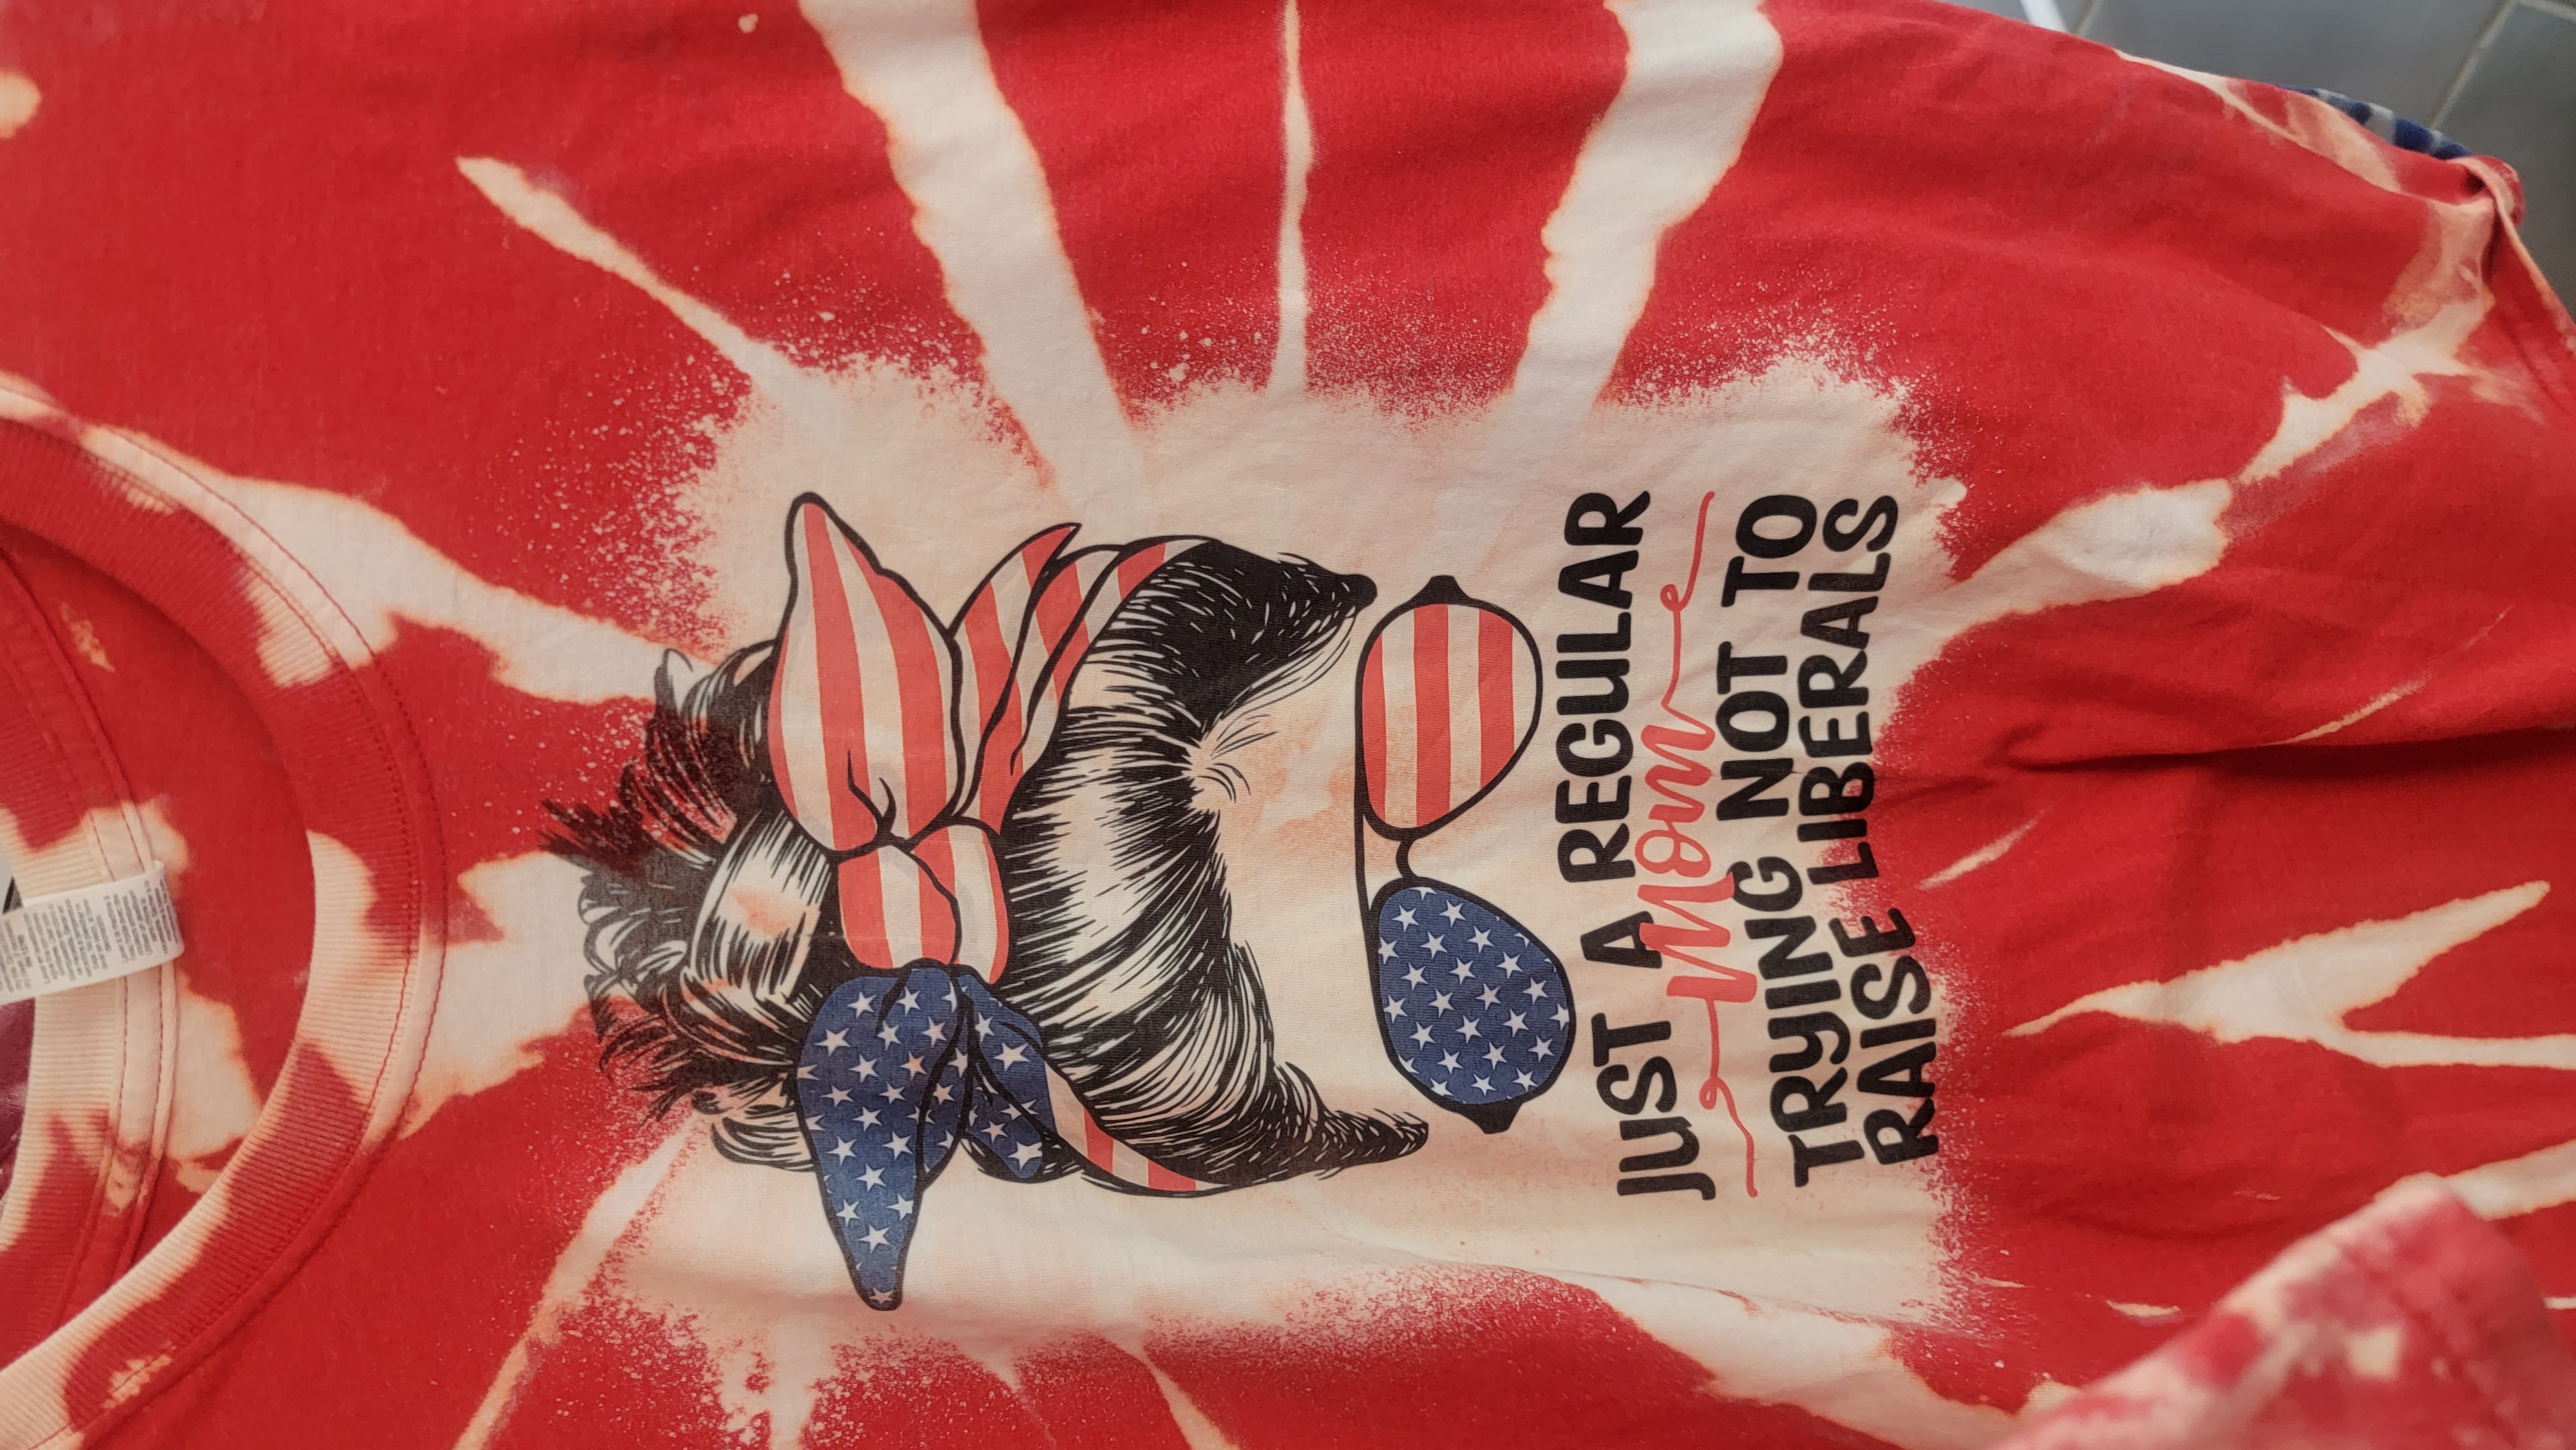 JUST A REGULAR
Mom
TRYING NOT TO
RAISE LIBERALS